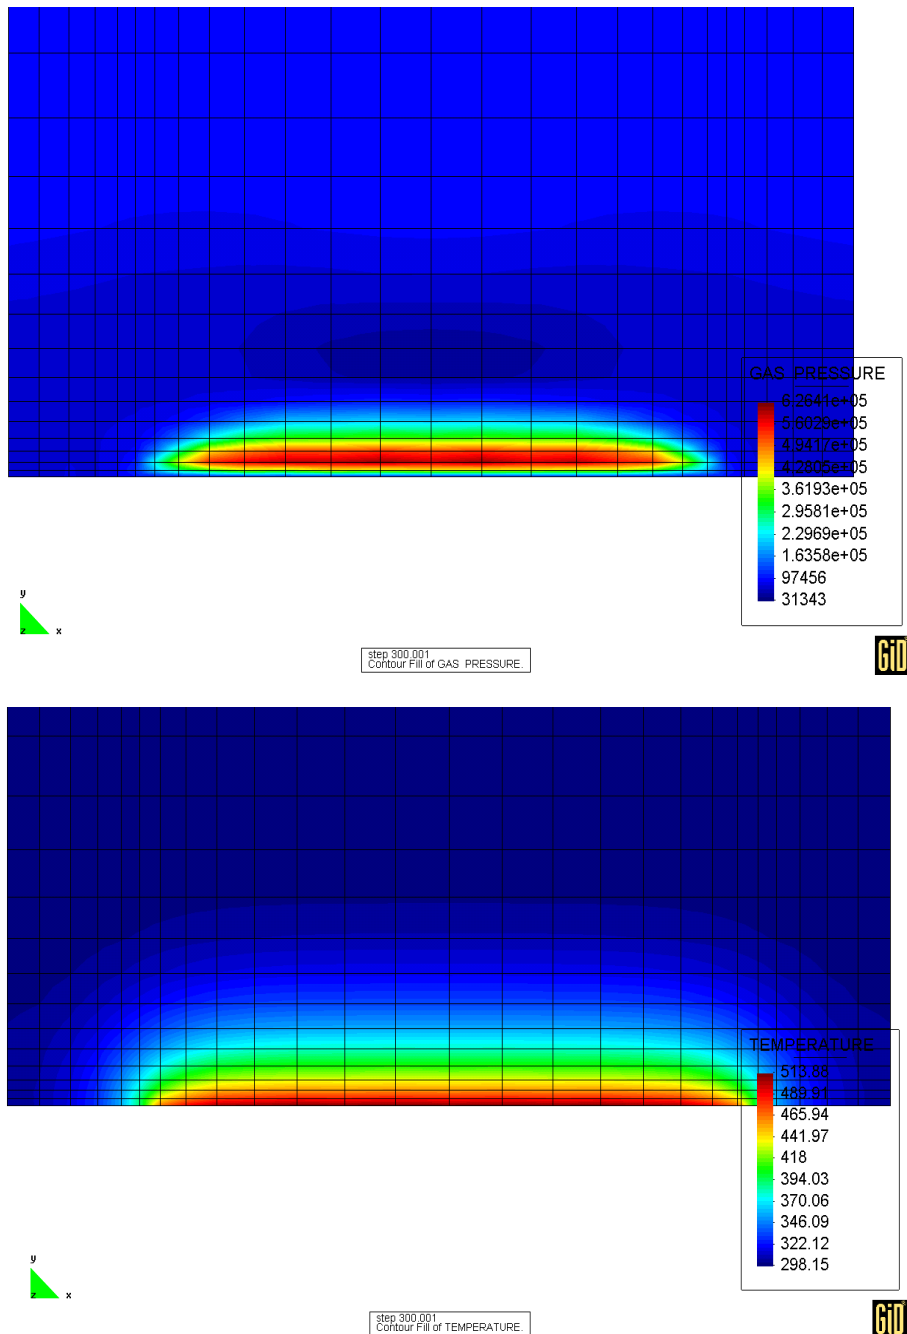 GAS PRESSURE
6.2641e+05
5.6029e+05
4.9417e+05
4.2805e+05
3.6193e+05
2.9581e+05
2.2969e+05
1.6358e+05
97456
31343
y
z x
step 300.001
Contour Fill of GAS PRESSURE.
GiD
TEMPERATURE
513.88
489.91
465.94
441.97
418
394.03
370.06
346.09
322.12
298.15
y
z x
step 300.001
Contour Fill of TEMPERATURE.
GiD